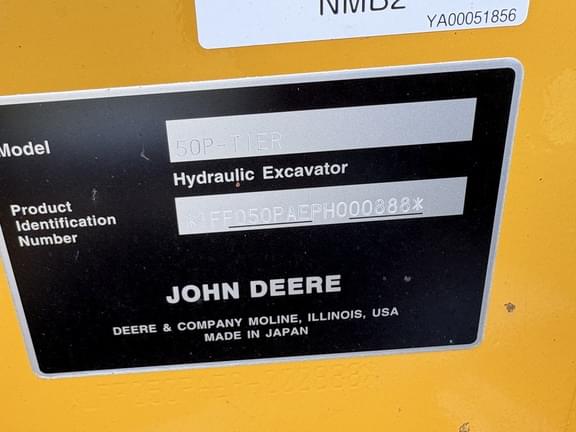 NMB2
YA00051856
Model
50P-TIER
Hydraulic Excavator
Product
Identification
Number
*1FF050PAEPH000888*
JOHN DEERE
DEERE & COMPANY MOLINE, ILLINOIS, USA
MADE IN JAPAN